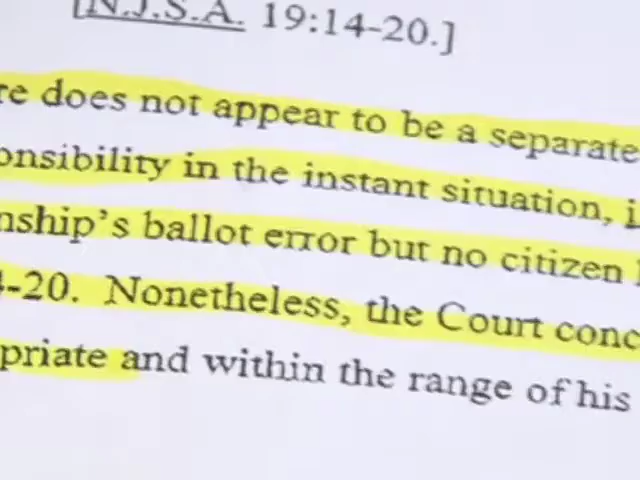 [N.J.S.A. 19:14-20.]
re does not appear to be a separate
onsibility in the instant situation, i
nship's ballot error but no citizen
4-20. Nonetheless, the Court conc
priate and within the range of his